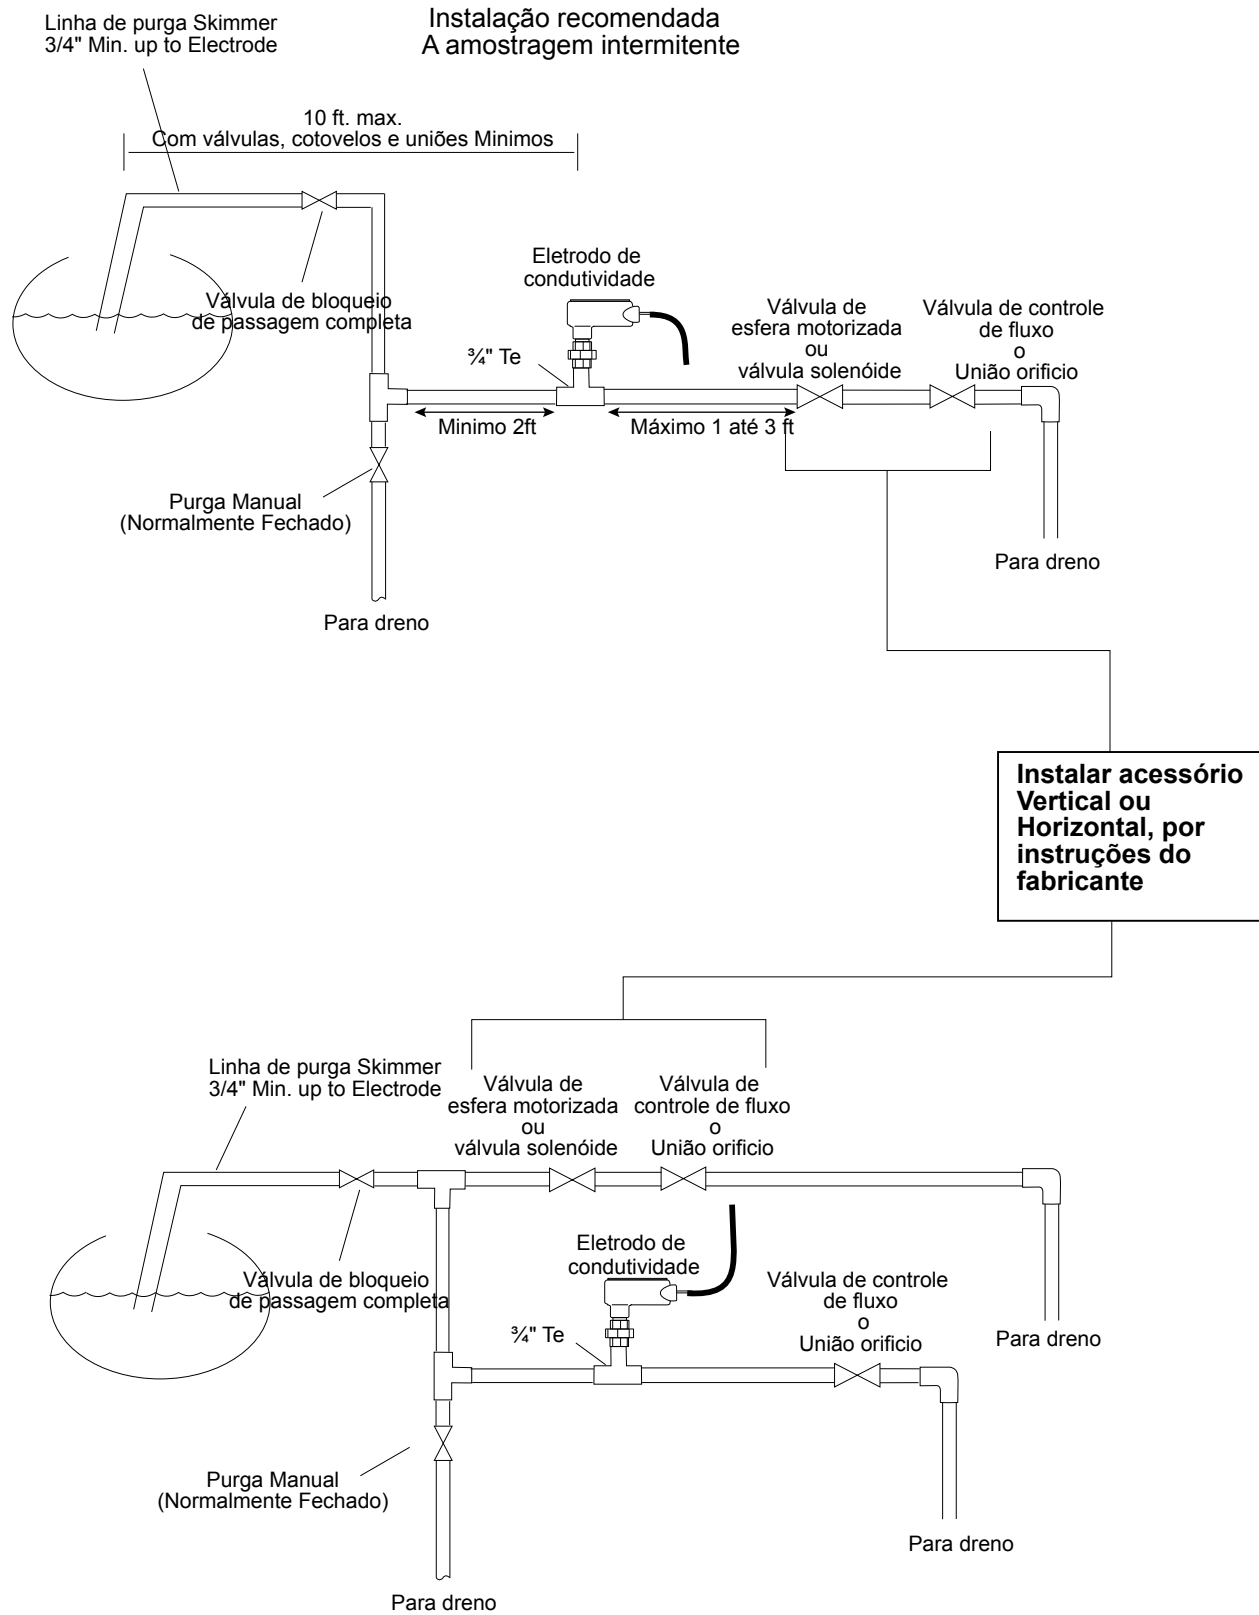 Linha de purga Skimmer
3/4" Min. up to Electrode
Instalação recomendada
A amostragem intermitente
10 ft. max.
Com válvulas, cotovelos e uniões Minimos
Válvula de bloqueio
de passagem completa
Eletrodo de
condutividade
¾" Te
Válvula de
esfera motorizada
ou
válvula solenóide
Válvula de controle
de fluxo
o
União orificio
Minimo 2ft
Máximo 1 até 3 ft
Purga Manual
(Normalmente Fechado)
Para dreno
Para dreno
Instalar acessório
Vertical ou
Horizontal, por
instruções do
fabricante
Linha de purga Skimmer
3/4" Min. up to Electrode
Válvula de
esfera motorizada
ou
válvula solenóide
Válvula de
controle de fluxo
o
União orificio
Válvula de bloqueio
de passagem completa
Eletrodo de
condutividade
¾" Te
Válvula de controle
de fluxo
o
União orificio
Para dreno
Purga Manual
(Normalmente Fechado)
Para dreno
Para dreno